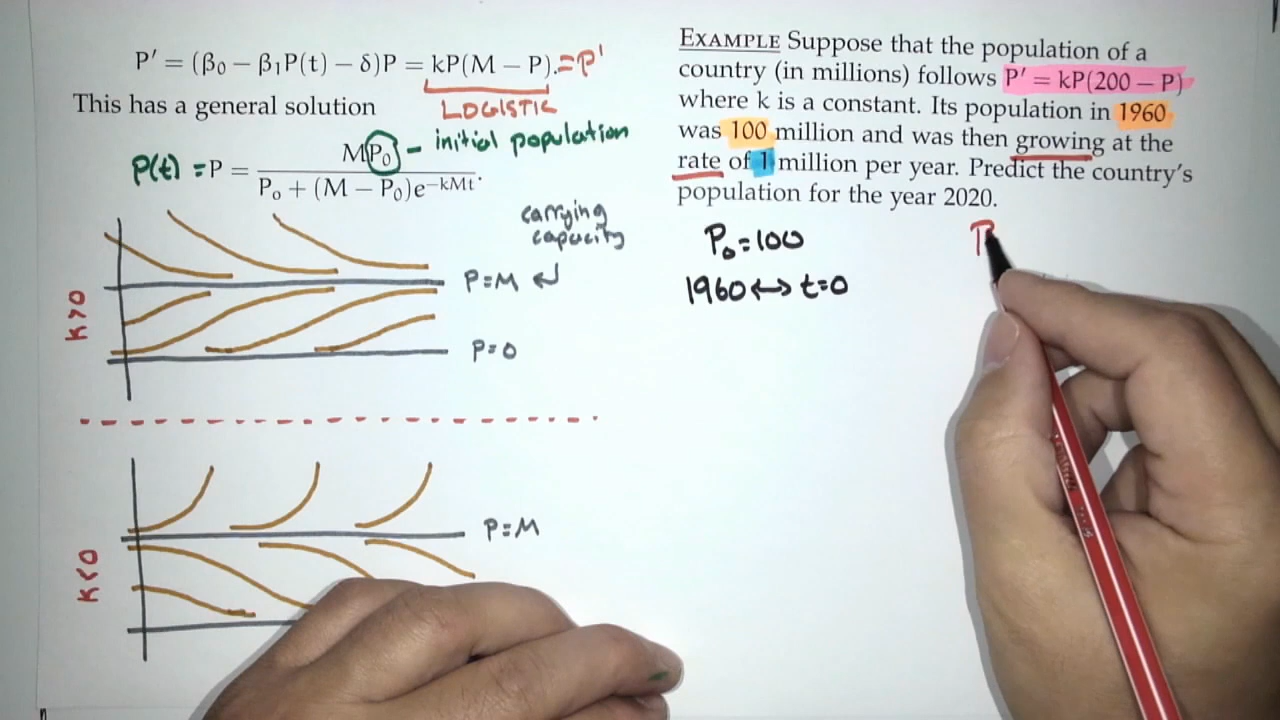 P′ = (β₀ − β₁P(t) − δ)P = kP(M − P). = P'
LOGISTIC
This has a general solution
P(t) = P = MP₀ / P₀ + (M − P₀)e^−kMt.
- initial population
carrying
capacity
P=M ↵
K>0
P=0
P=M
K<0
EXAMPLE Suppose that the population of a
country (in millions) follows P′ = kP(200 − P)
where k is a constant. Its population in 1960
was 100 million and was then growing at the
rate of 1 million per year. Predict the country's
population for the year 2020.
P₀=100
1960↔t=0